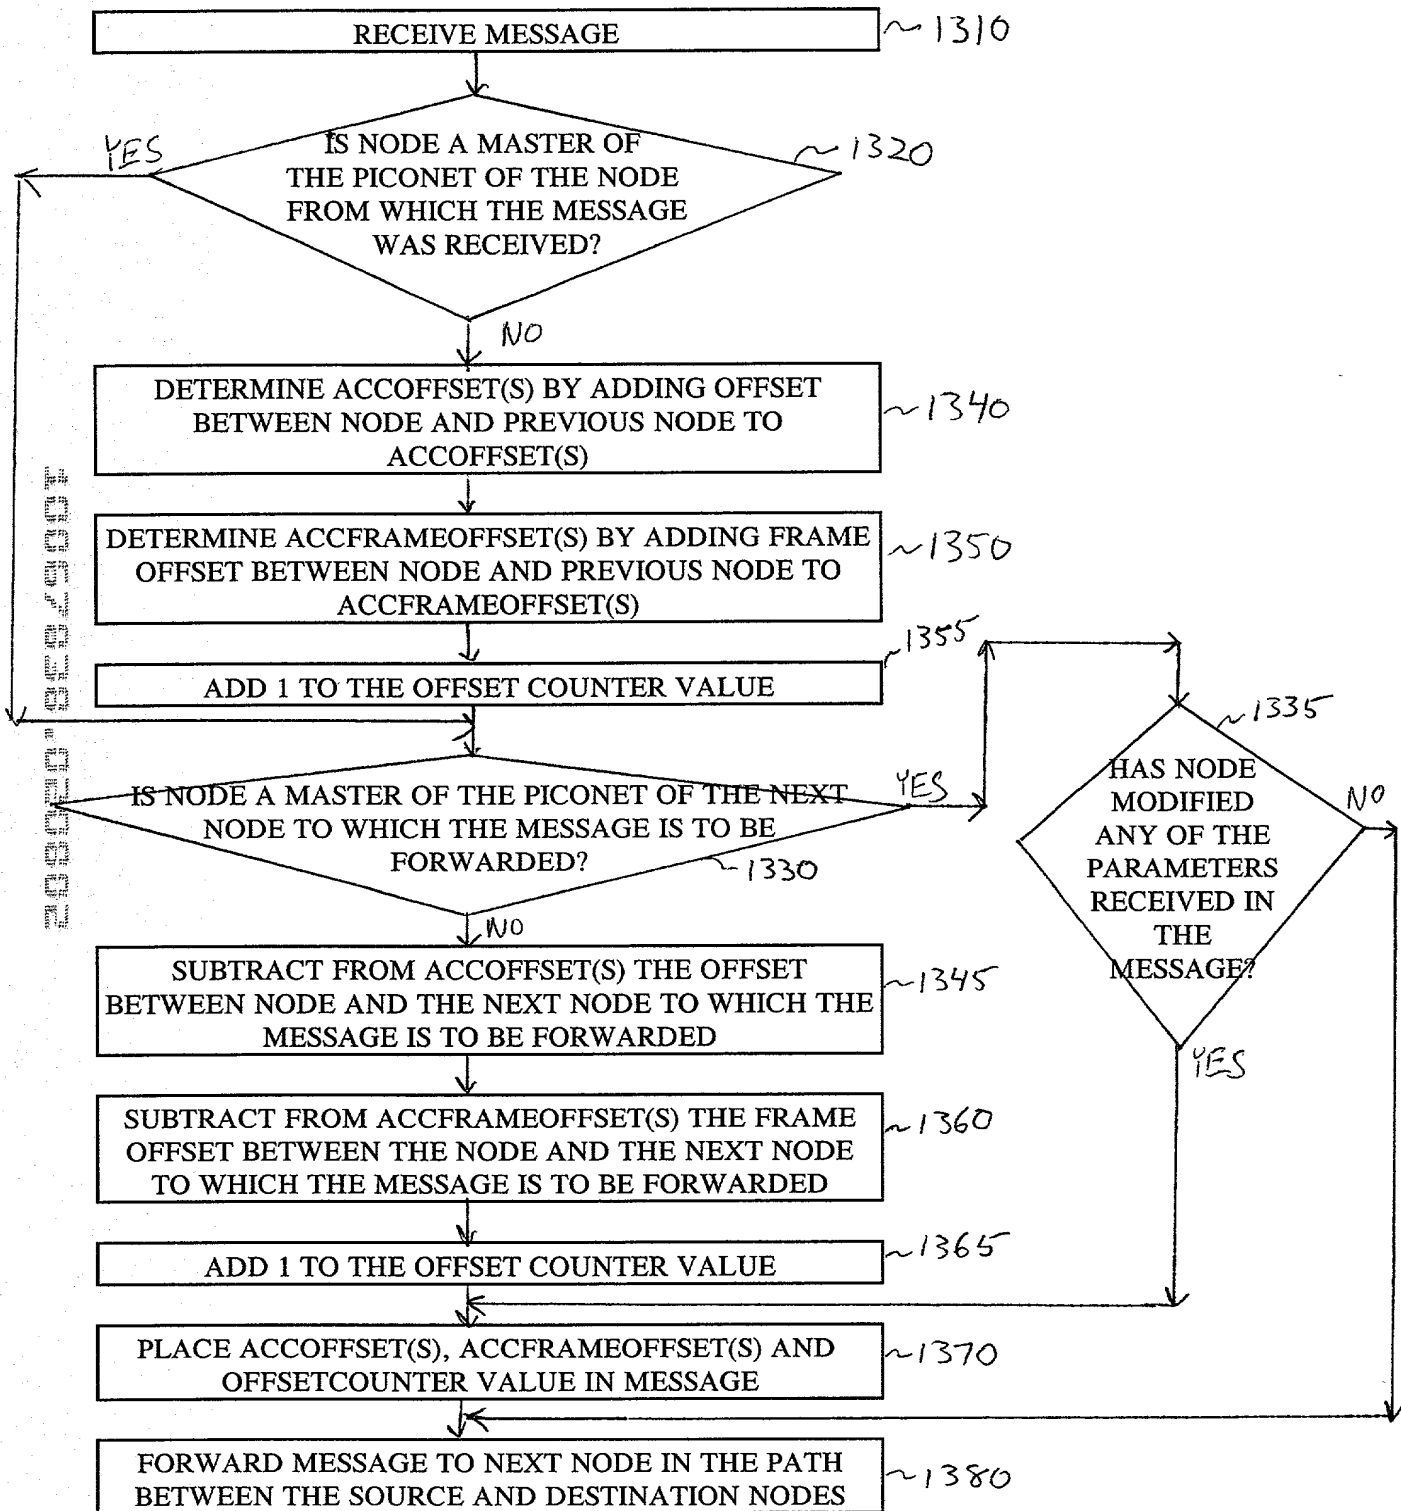 RECEIVE MESSAGE
~1310
IS NODE A MASTER OF
THE PICONET OF THE NODE
FROM WHICH THE MESSAGE
WAS RECEIVED?
~1320
YES
NO
DETERMINE ACCOFFSET(S) BY ADDING OFFSET
BETWEEN NODE AND PREVIOUS NODE TO
ACCOFFSET(S)
~1340
DETERMINE ACCFRAMEOFFSET(S) BY ADDING FRAME
OFFSET BETWEEN NODE AND PREVIOUS NODE TO
ACCFRAMEOFFSET(S)
~1350
ADD 1 TO THE OFFSET COUNTER VALUE
~1355
IS NODE A MASTER OF THE PICONET OF THE NEXT
NODE TO WHICH THE MESSAGE IS TO BE
FORWARDED?
~1330
YES
NO
HAS NODE
MODIFIED
ANY OF THE
PARAMETERS
RECEIVED IN
THE
MESSAGE?
~1335
NO
YES
SUBTRACT FROM ACCOFFSET(S) THE OFFSET
BETWEEN NODE AND THE NEXT NODE TO WHICH THE
MESSAGE IS TO BE FORWARDED
~1345
SUBTRACT FROM ACCFRAMEOFFSET(S) THE FRAME
OFFSET BETWEEN THE NODE AND THE NEXT NODE
TO WHICH THE MESSAGE IS TO BE FORWARDED
~1360
ADD 1 TO THE OFFSET COUNTER VALUE
~1365
PLACE ACCOFFSET(S), ACCFRAMEOFFSET(S) AND
OFFSETCOUNTER VALUE IN MESSAGE
~1370
FORWARD MESSAGE TO NEXT NODE IN THE PATH
BETWEEN THE SOURCE AND DESTINATION NODES
~1380